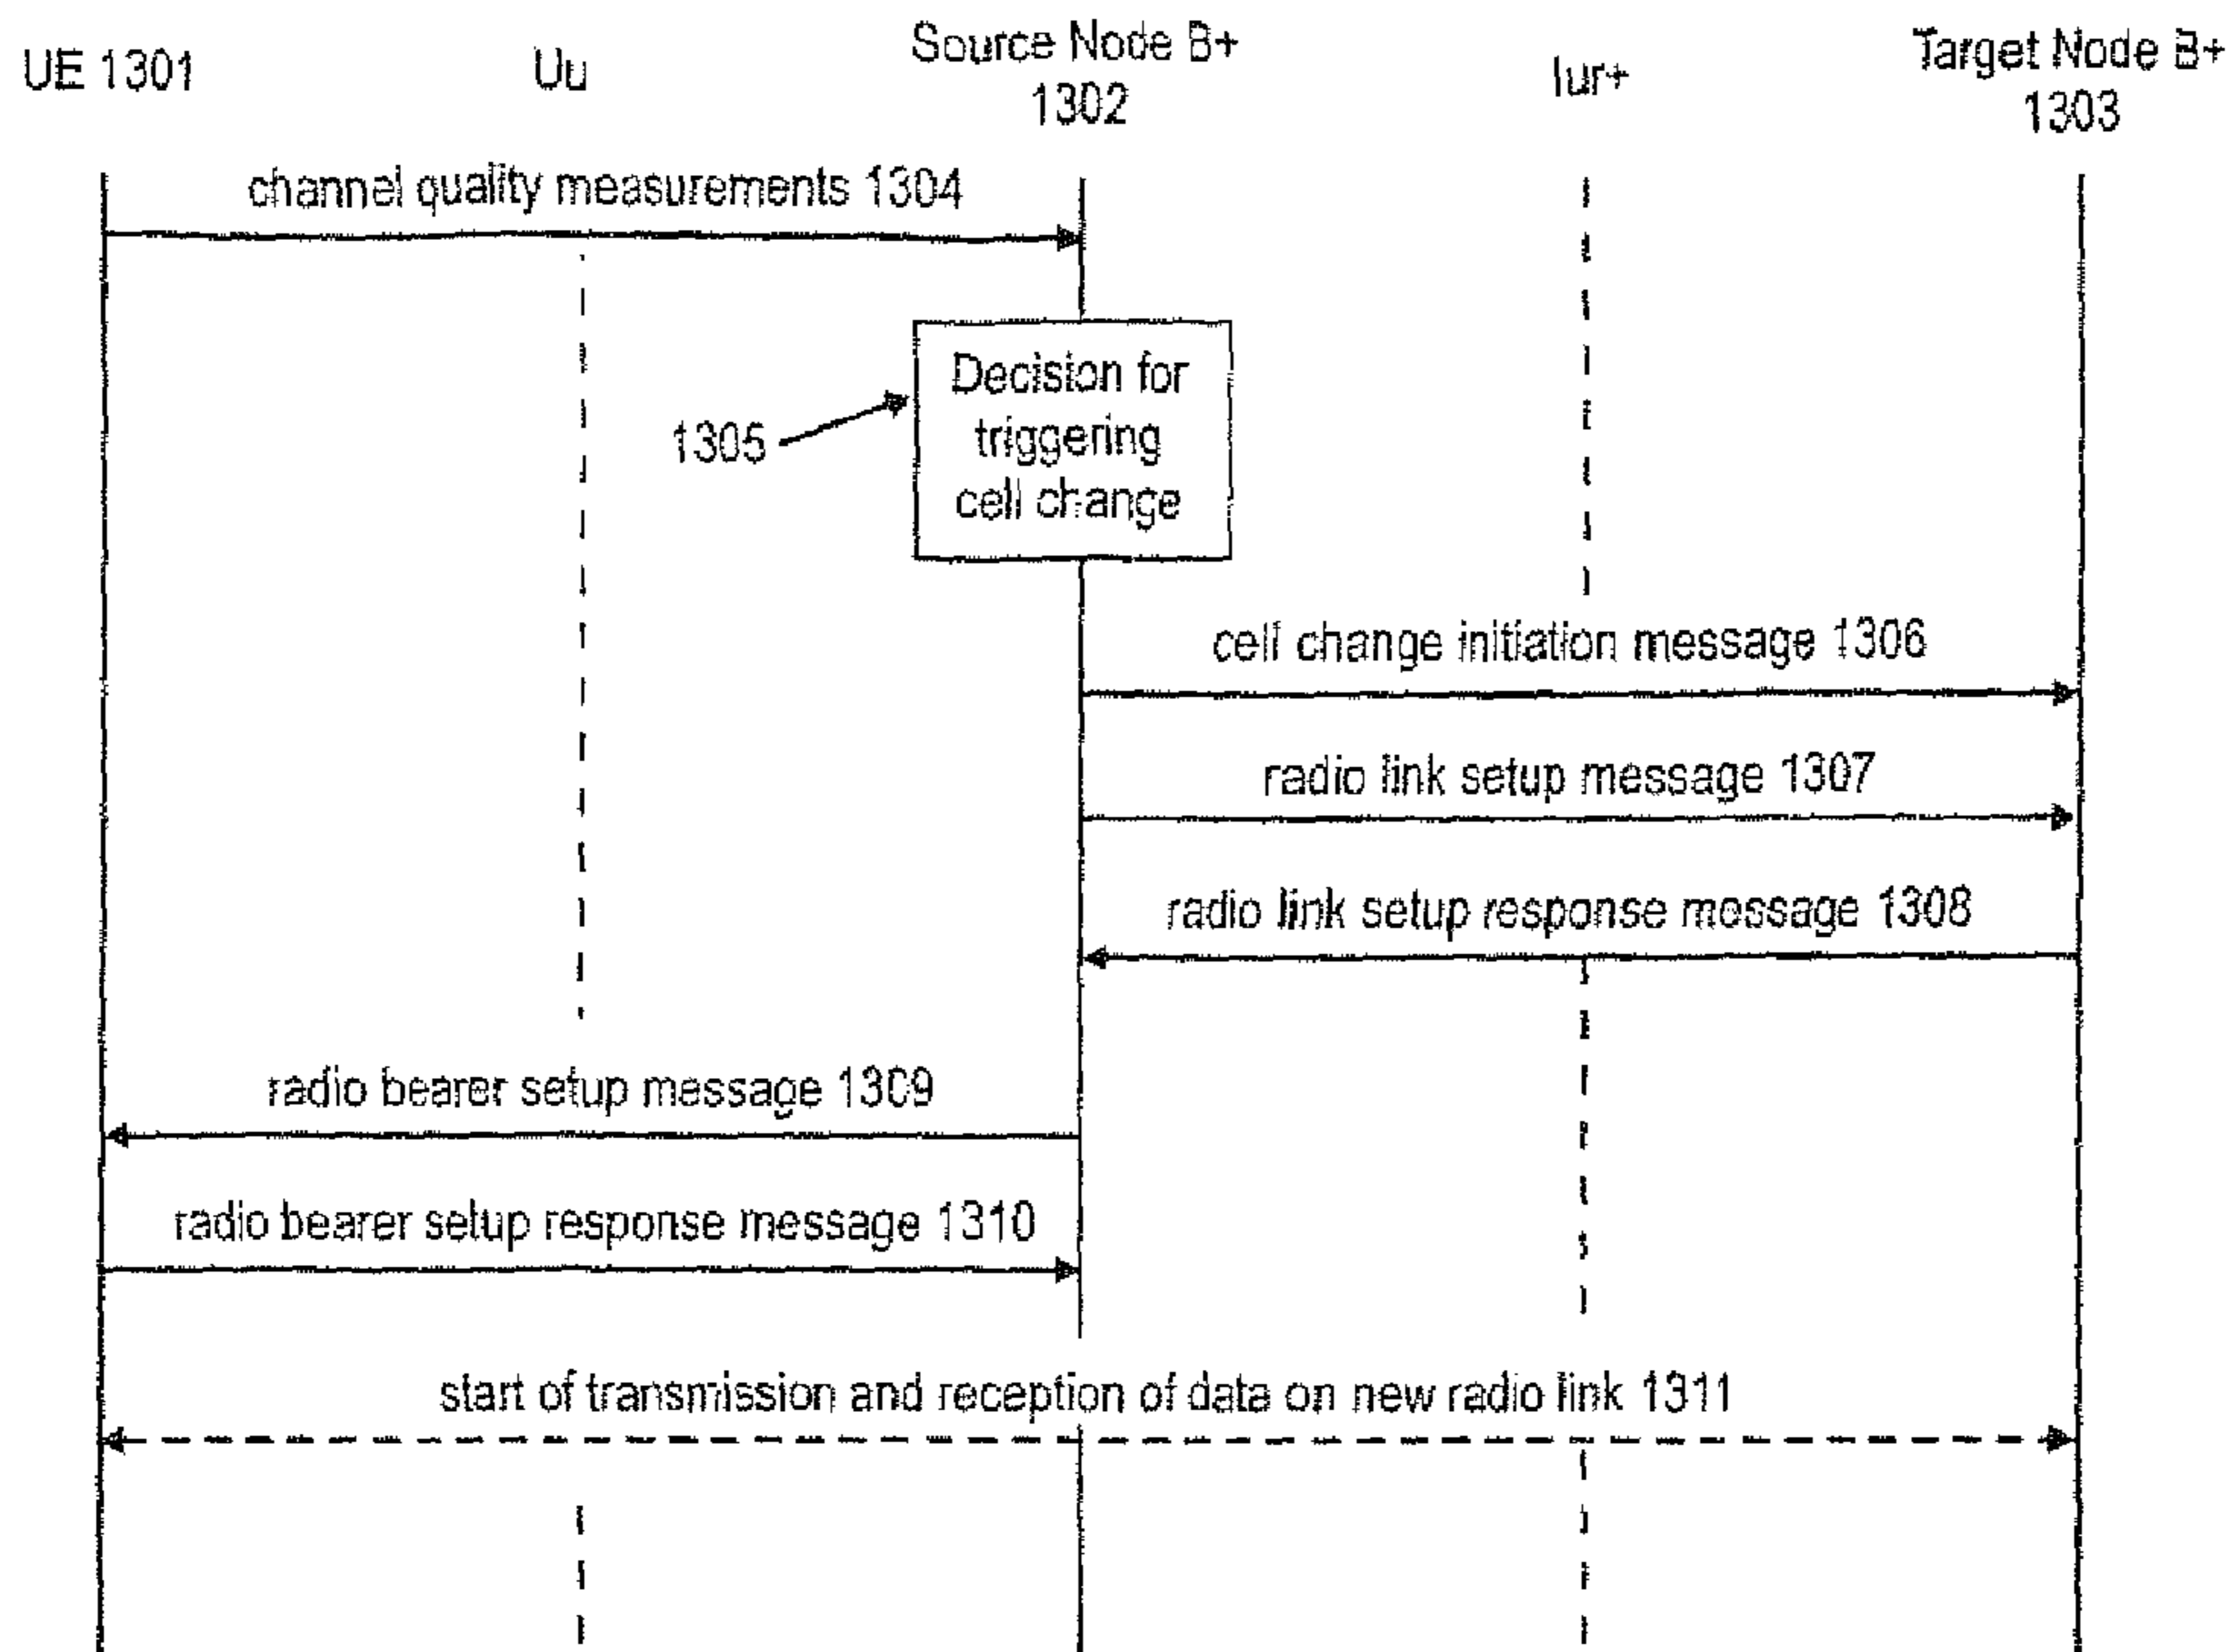 UE 1301
Uu
Source Node B+
1302
Iur+
Target Node B+
1303
channel quality measurements 1304
Decision for
triggering
cell change
1305
cell change initiation message 1306
radio link setup message 1307
radio link setup response message 1308
radio bearer setup message 1309
radio bearer setup response message 1310
start of transmission and reception of data on new radio link 1311